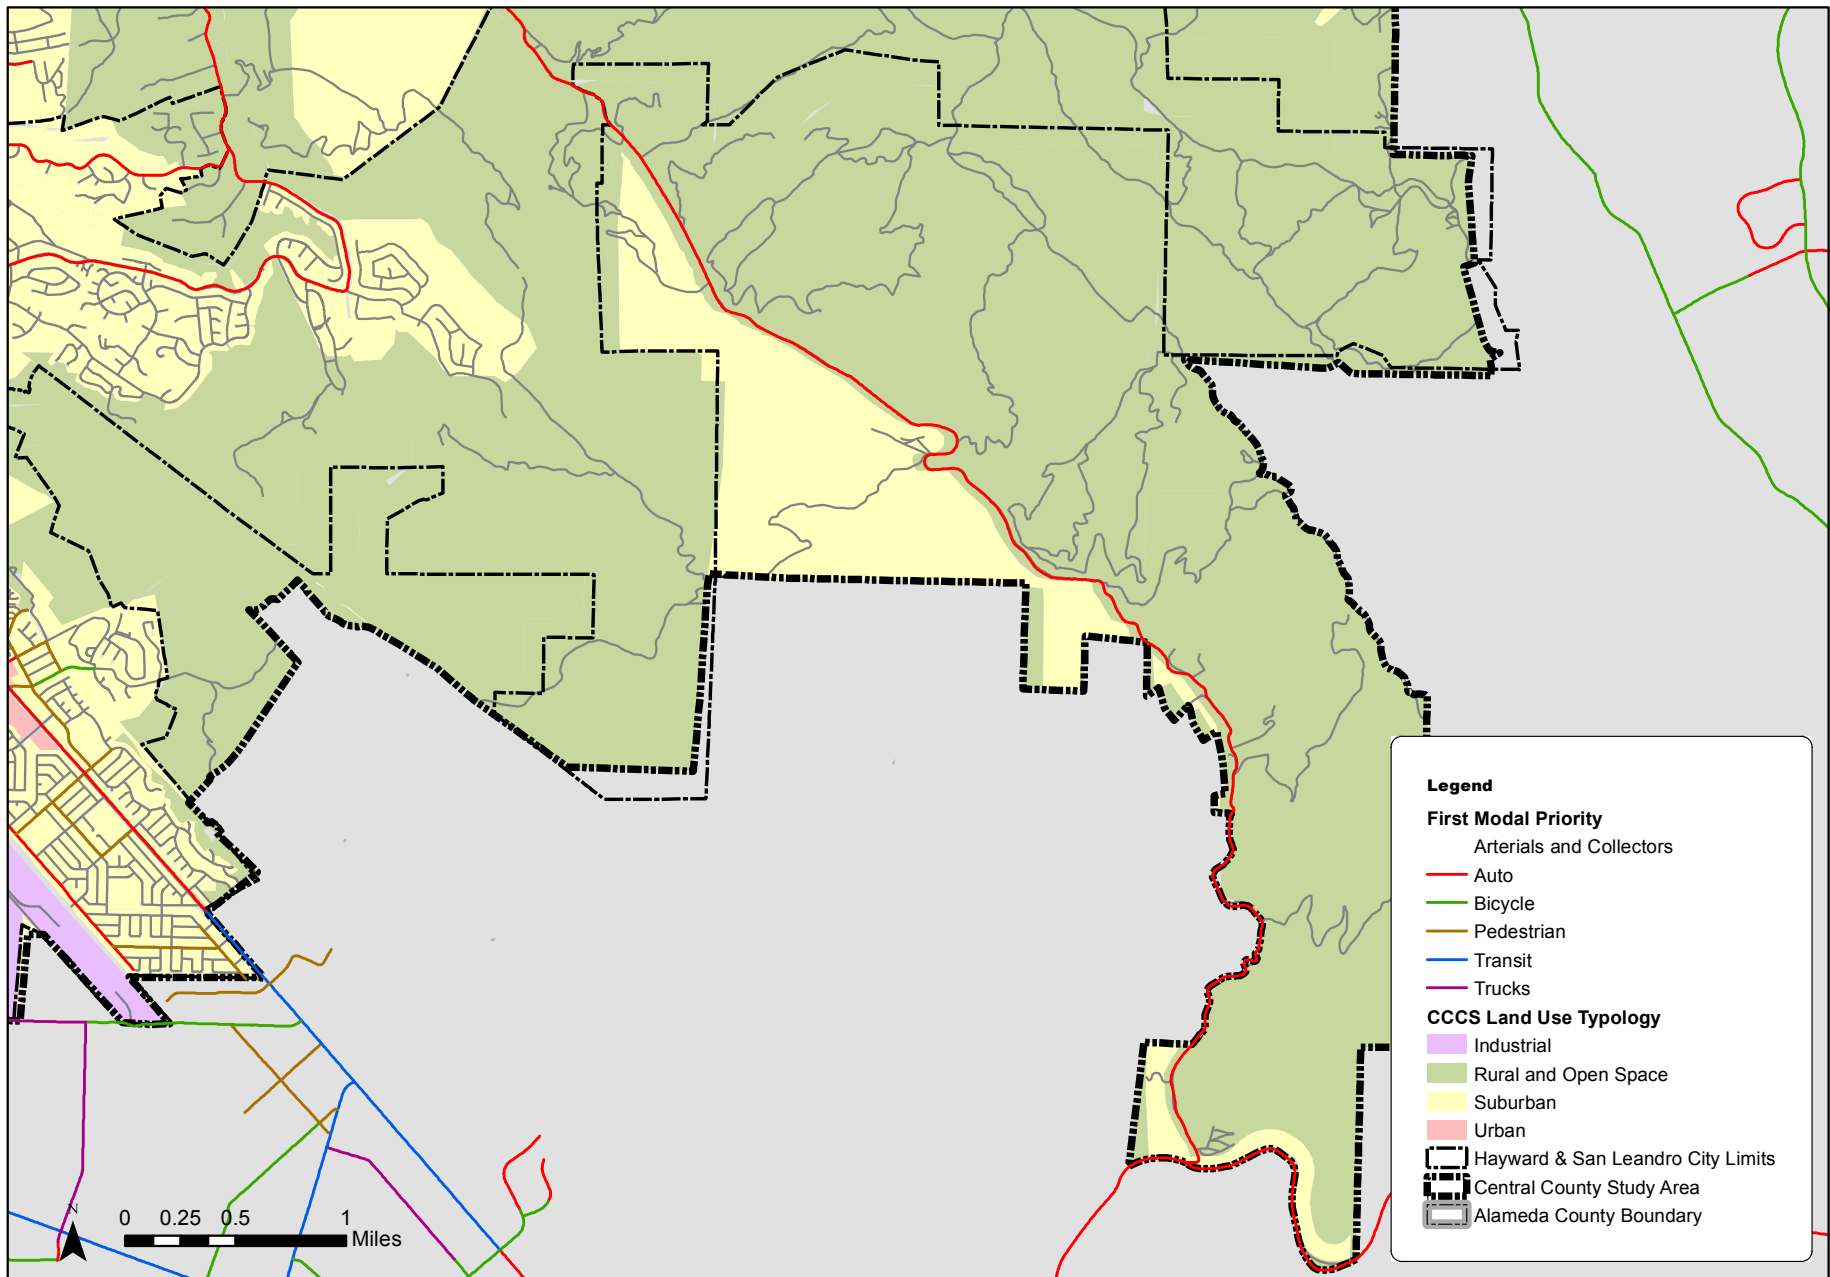 Legend
First Modal Priority
Arterials and Collectors
Auto
Bicycle
Pedestrian
Transit
Trucks
CCCS Land Use Typology
Industrial
Rural and Open Space
Suburban
Urban
Hayward & San Leandro City Limits
Central County Study Area
Alameda County Boundary
N
0 0.25 0.5 1
Miles